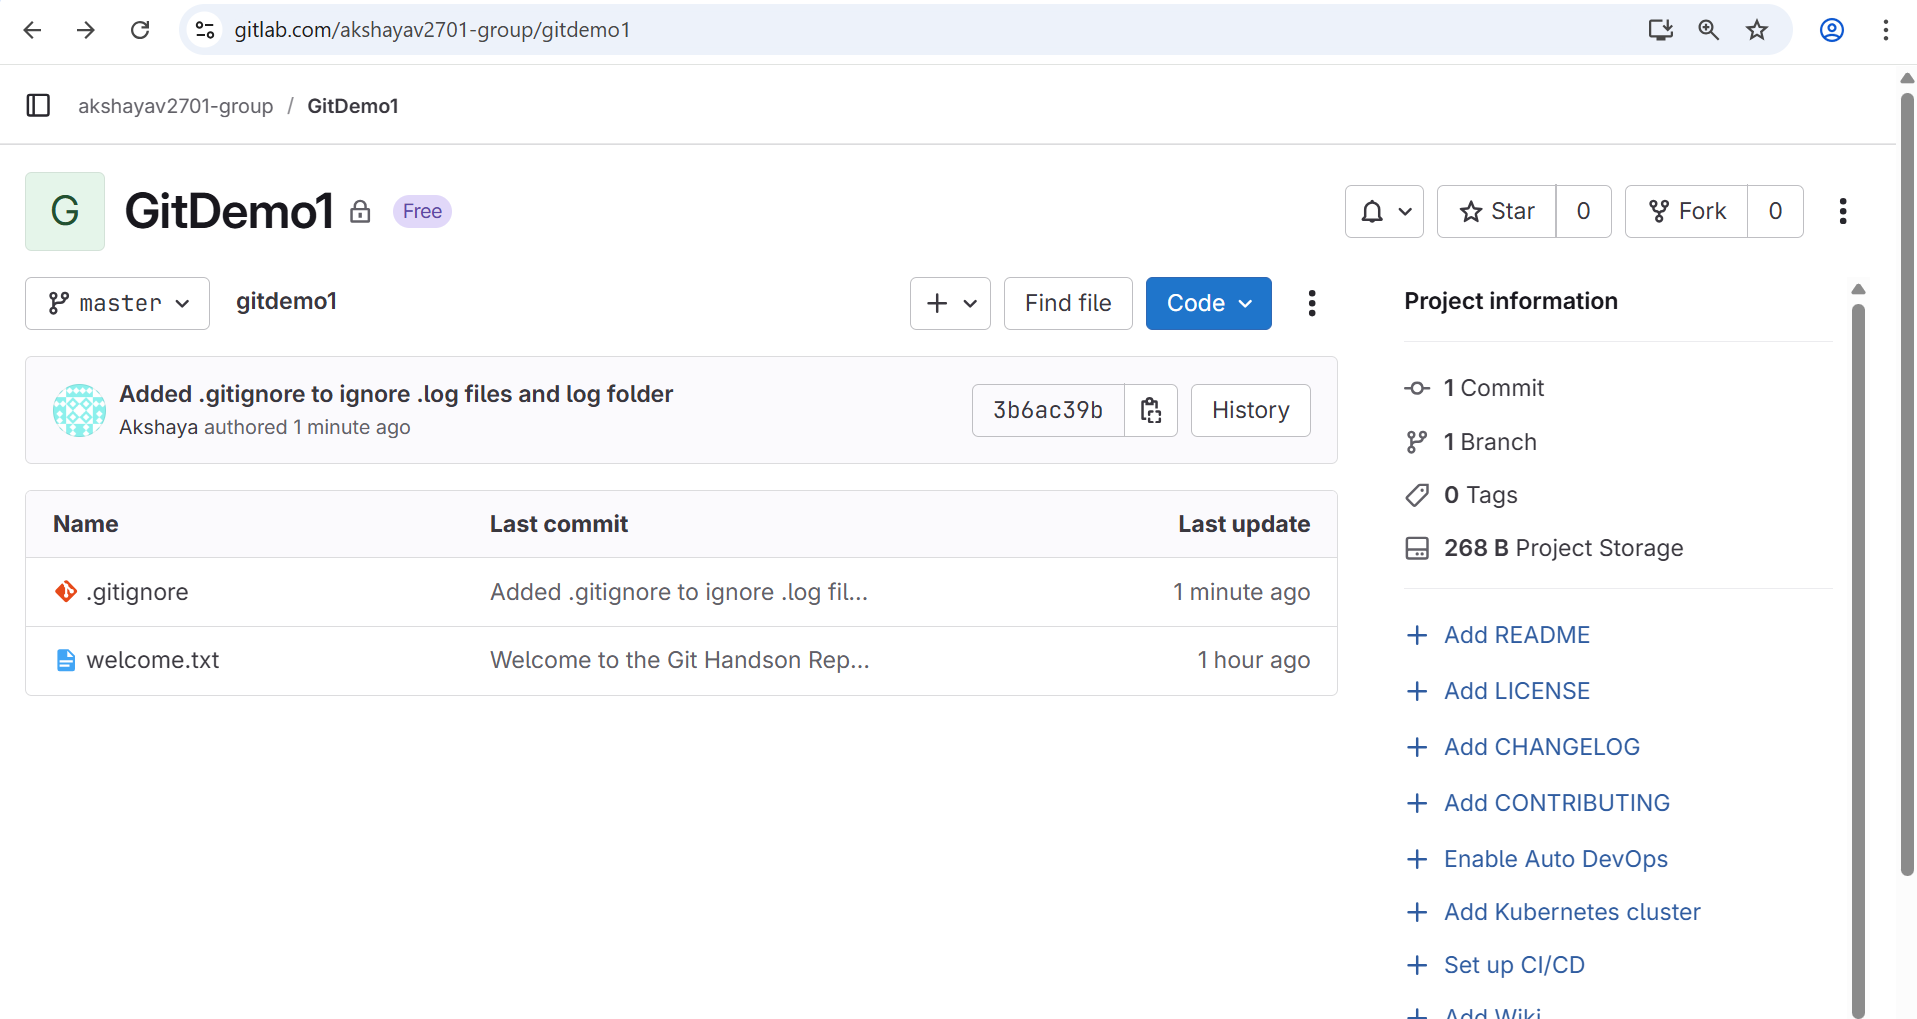 gitlab.com/akshayav2701-group/gitdemo1
akshayav2701-group / GitDemo1
G GitDemo1 Free
Star 0 Fork 0
master gitdemo1 Find file Code
Added .gitignore to ignore .log files and log folder
Akshaya authored 1 minute ago
3b6ac39b History
Name Last commit Last update
.gitignore Added .gitignore to ignore .log fil... 1 minute ago
welcome.txt Welcome to the Git Handson Rep... 1 hour ago
Project information
1 Commit
1 Branch
0 Tags
268 B Project Storage
Add README
Add LICENSE
Add CHANGELOG
Add CONTRIBUTING
Enable Auto DevOps
Add Kubernetes cluster
Set up CI/CD
Add Wiki